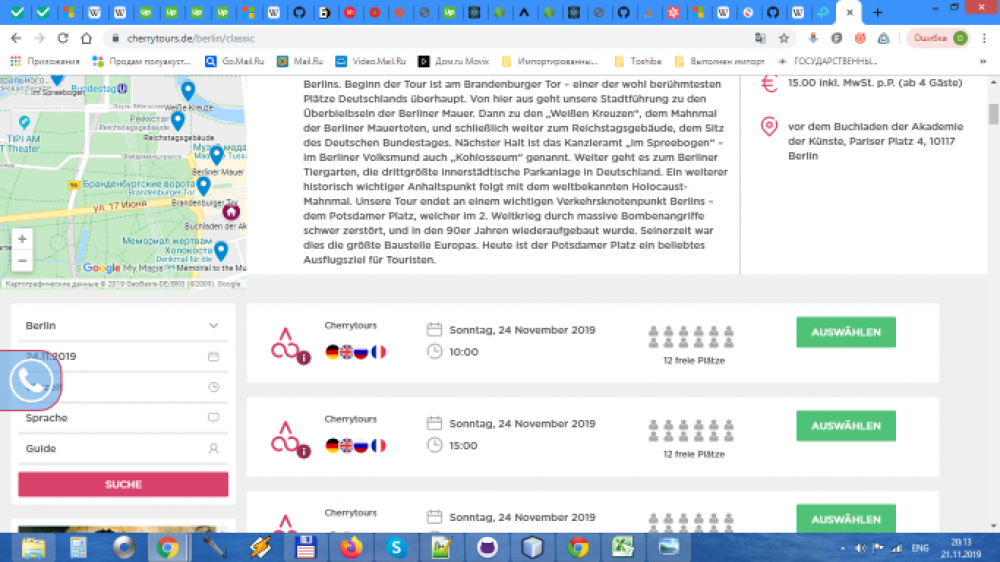 cherrytours.de/berlin/classic
Ошибка
Приложения
Продам полуавкуст...
Go.Mail.Ru
Mail.Ru
Video.Mail.Ru
Дом.ru Movix
Импортированны...
Toshiba
Выполнен импорт
ГОСУДАРСТВЕННЫ...
Bundestag
Im Spreebogen
Weiße Kreuze
Рейхстаг
Reichstagsgebäude
Reichstagsgebäude
TIPI AM
Madame Tuss
Berliner Mauer
Бранденбургские ворота
Brandenburger Tor
Brandenburger Tor
ул. 17 Июня
Buchladen der Ak
Мемориал жертвам
Холокоста
Denkmal für die
Memorial to the Mu
Google My Maps
Картографические данные © 2019 GeoBasis-DE/BKG (©2009), Google
Berlins. Beginn der Tour ist am Brandenburger Tor – einer der wohl berühmtesten
Plätze Deutschlands überhaupt. Von hier aus geht unsere Stadtführung zu den
Überbleibseln der Berliner Mauer. Dann zu den „Weißen Kreuzen“, dem Mahnmal
der Berliner Mauertoten, und schließlich weiter zum Reichstagsgebäude, dem Sitz
des Deutschen Bundestages. Nächster Halt ist das Kanzleramt „Im Spreebogen“ –
im Berliner Volksmund auch „Kohlosseum“ genannt. Weiter geht es zum Berliner
Tiergarten, die drittgrößte innerstädtische Parkanlage in Deutschland. Ein weiterer
historisch wichtiger Anhaltspunkt folgt mit dem weltbekannten Holocaust-
Mahnmal. Unsere Tour endet an einem wichtigen Verkehrsknotenpunkt Berlins –
dem Potsdamer Platz, welcher im 2. Weltkrieg durch massive Bombenangriffe
schwer zerstört, und in den 90er Jahren wiederaufgebaut wurde. Seinerzeit war
dies die größte Baustelle Europas. Heute ist der Potsdamer Platz ein beliebtes
Ausflugsziel für Touristen.
15.00 inkl. MwSt. p.P. (ab 4 Gäste)
vor dem Buchladen der Akademie
der Künste, Pariser Platz 4, 10117
Berlin
Berlin
24.11.2019
Sprache
Guide
SUCHE
Cherrytours
Sonntag, 24 November 2019
10:00
12 freie Plätze
AUSWÄHLEN
Cherrytours
Sonntag, 24 November 2019
15:00
12 freie Plätze
AUSWÄHLEN
Cherrytours
Sonntag, 24 November 2019
AUSWÄHLEN
ENG
20:13
21.11.2019